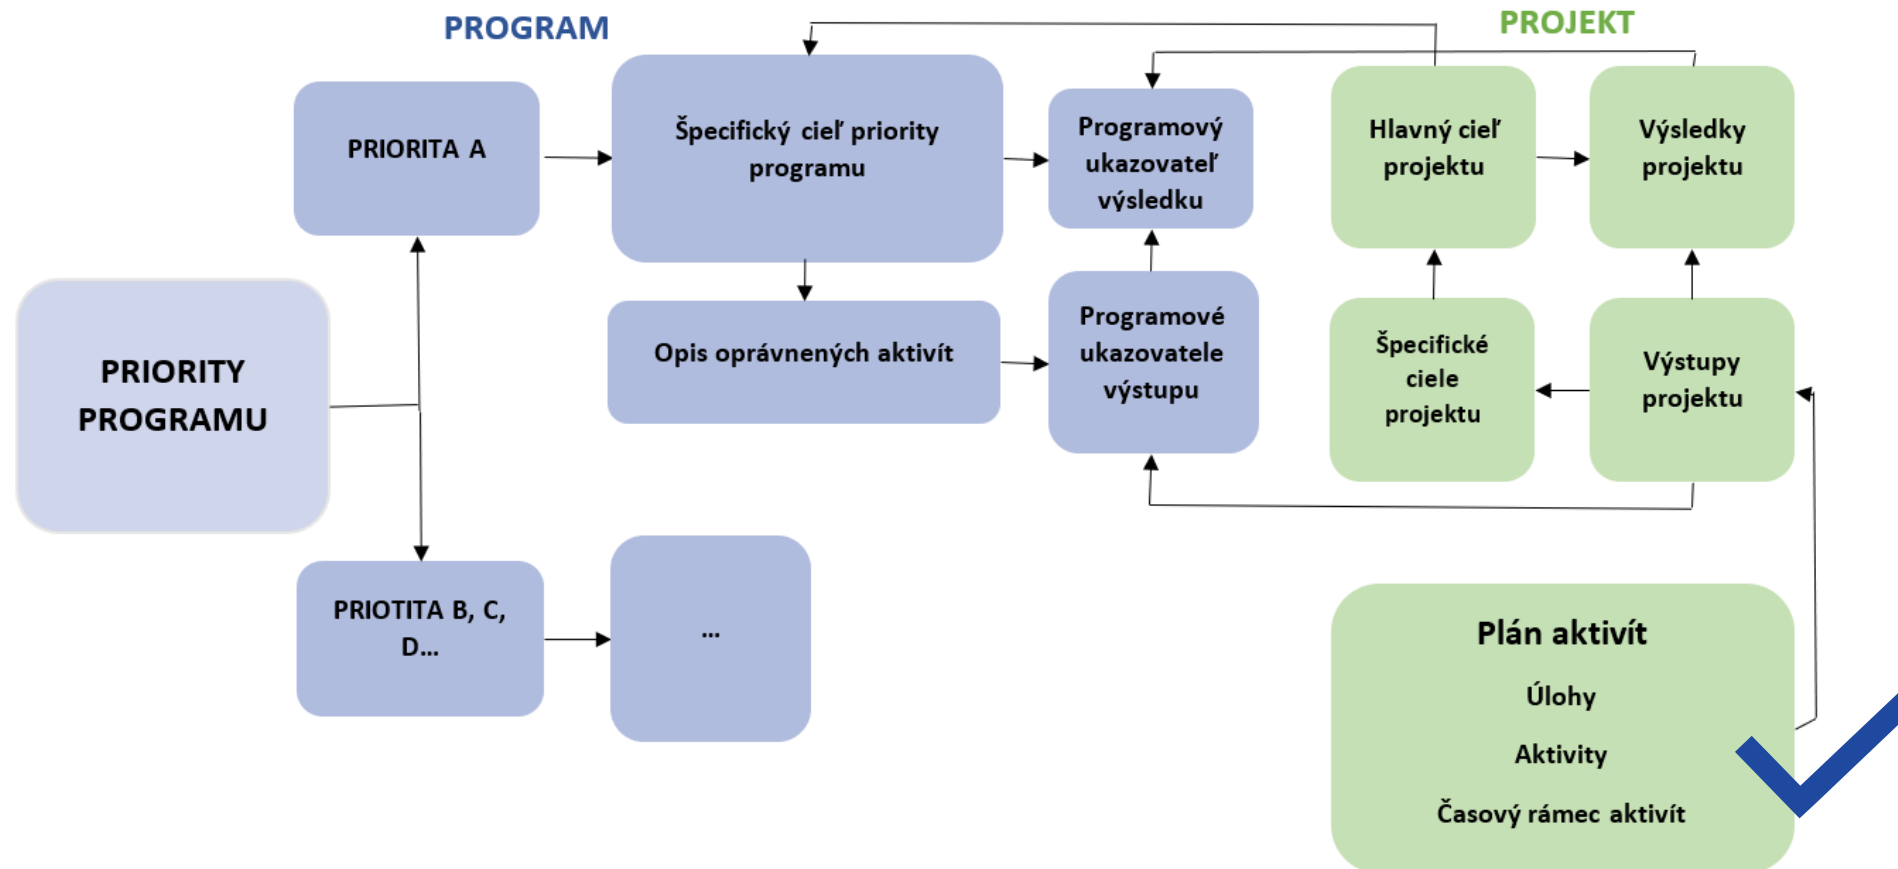 PROGRAM
PROJEKT
PRIORITA A
Špecifický cieľ priority
programu
Programový
ukazovateľ
výsledku
Hlavný cieľ
projektu
Výsledky
projektu
PRIORITY
PROGRAMU
Opis oprávnených aktivít
Programové
ukazovatele
výstupu
Špecifické
ciele
projektu
Výstupy
projektu
PRIOTITA B, C,
D...
...
Plán aktivít
Úlohy
Aktivity
Časový rámec aktivít